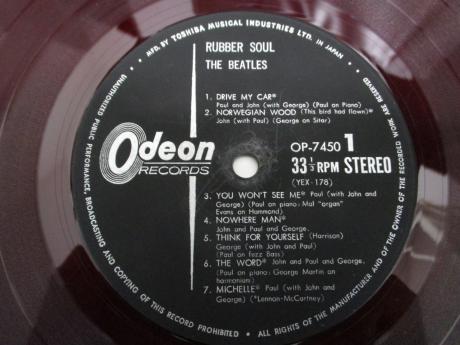 MFD. BY TOSHIBA MUSICAL INDUSTRIES LTD. IN JAPAN.
RUBBER SOUL
THE BEATLES
1. DRIVE MY CAR*
Paul and John (with George) (Paul on Piano)
2. NORWEGIAN WOOD (This bird had flown)*
John (with Paul) (George on Sitar)
Odeon
RECORDS
OP-7450 1
33 1/3 RPM STEREO
(YEX-178)
3. YOU WON'T SEE ME* Paul (with John and
George) (Paul on piano; Mal "organ"
Evans on Hammond)
4. NOWHERE MAN*
John and Paul and George.
5. THINK FOR YOURSELF (Harrison)
George (with John and Paul)
(Paul on Fuzz Bass)
6. THE WORD* John and Paul and George.
(Paul on piano; George Martin on
harmonium)
7. MICHELLE* Paul (with John and
George) (*Lennon-McCartney)
UNAUTHORIZED PUBLIC PERFORMANCE, BROADCASTING AND COPYING OF THIS RECORD PROHIBITED • ALL RIGHTS OF THE MANUFACTURER AND OF THE OWNER OF THE RECORDED WORK ARE RESERVED